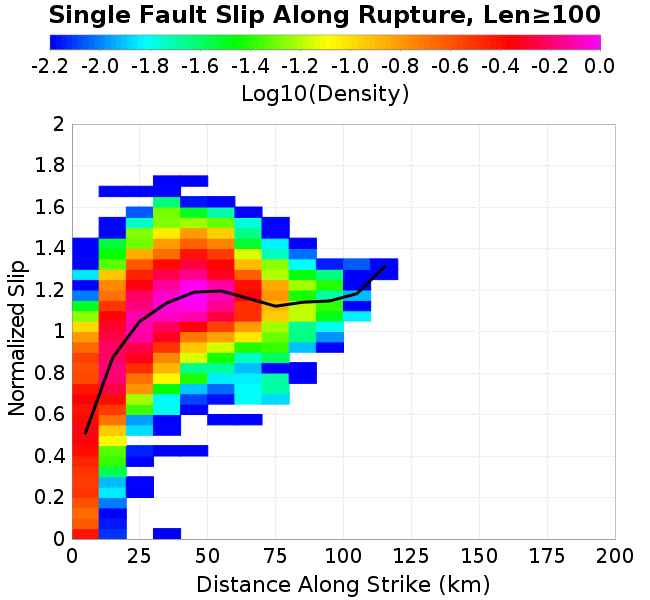 Single Fault Slip Along Rupture, Len≥100
-2.2 -2.0 -1.8 -1.6 -1.4 -1.2 -1.0 -0.8 -0.6 -0.4 -0.2 0.0
Log10(Density)
2
1.8
1.6
1.4
1.2
1
0.8
0.6
0.4
0.2
0
Normalized Slip
0 25 50 75 100 125 150 175 200
Distance Along Strike (km)